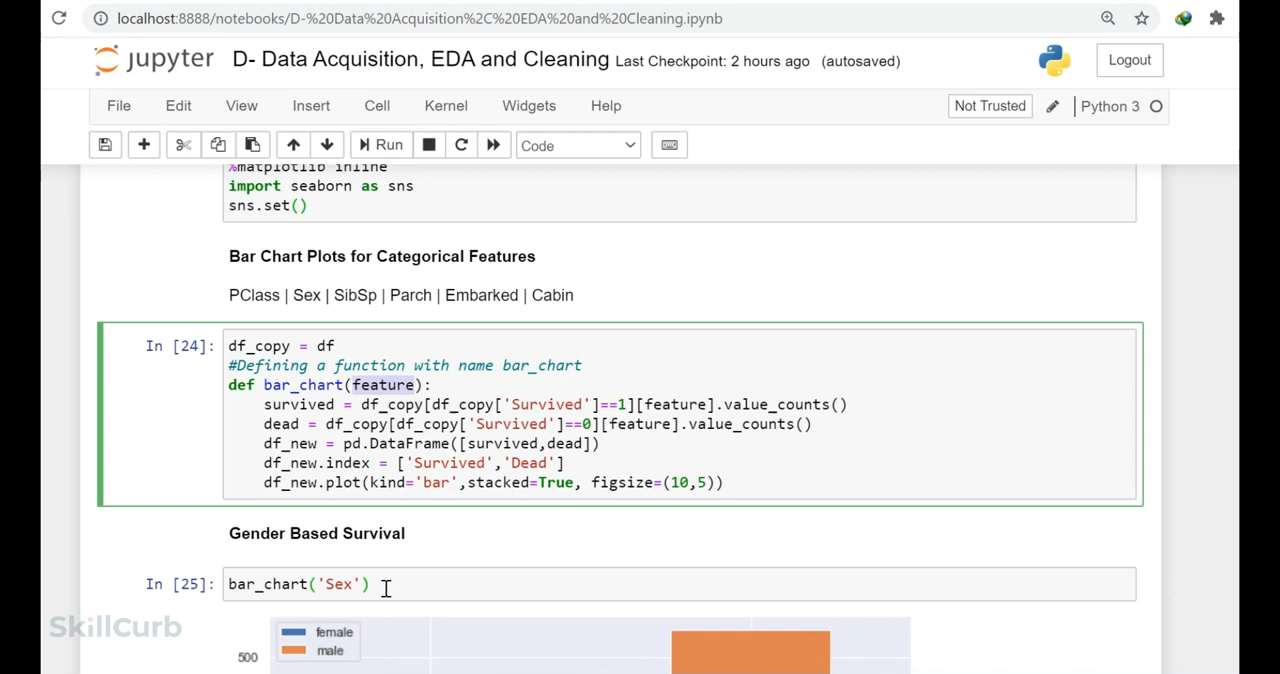 localhost:8888/notebooks/D-%20Data%20Acquisition%2C%20EDA%20and%20Cleaning.ipynb
jupyter D- Data Acquisition, EDA and Cleaning Last Checkpoint: 2 hours ago (autosaved) Logout
File Edit View Insert Cell Kernel Widgets Help Not Trusted Python 3
Run Code
%matplotlib inline
import seaborn as sns
sns.set()
Bar Chart Plots for Categorical Features
PClass | Sex | SibSp | Parch | Embarked | Cabin
In [24]: df_copy = df
#Defining a function with name bar_chart
def bar_chart(feature):
    survived = df_copy[df_copy['Survived']==1][feature].value_counts()
    dead = df_copy[df_copy['Survived']==0][feature].value_counts()
    df_new = pd.DataFrame([survived,dead])
    df_new.index = ['Survived','Dead']
    df_new.plot(kind='bar',stacked=True, figsize=(10,5))
Gender Based Survival
In [25]: bar_chart('Sex')
SkillCurb
female
male
500